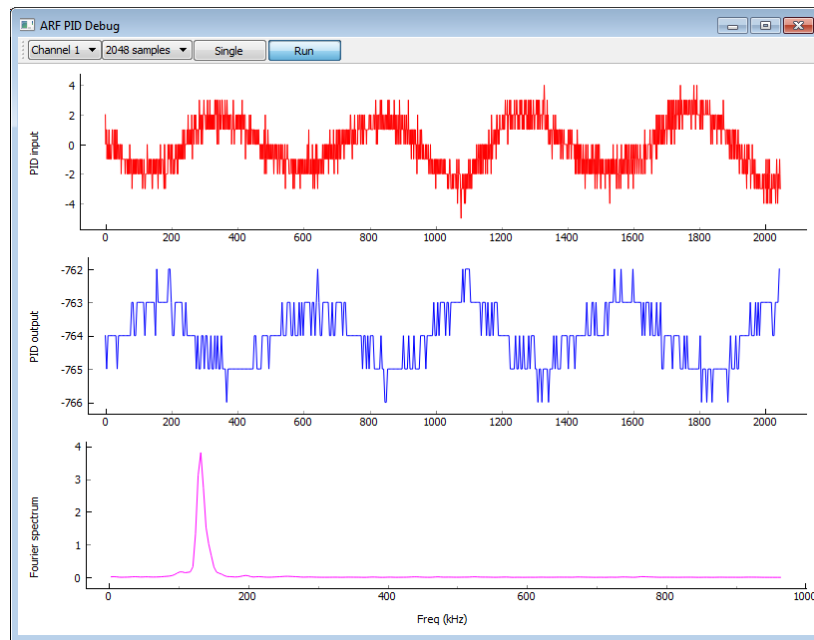 ARF PID Debug
Channel 1 2048 samples Single Run
PID input
4
2
0
-2
-4
0 200 400 600 800 1000 1200 1400 1600 1800 2000
PID output
-762
-763
-764
-765
-766
0 200 400 600 800 1000 1200 1400 1600 1800 2000
Fourier spectrum
4
3
2
1
0
0 200 400 600 800 1000
Freq (kHz)